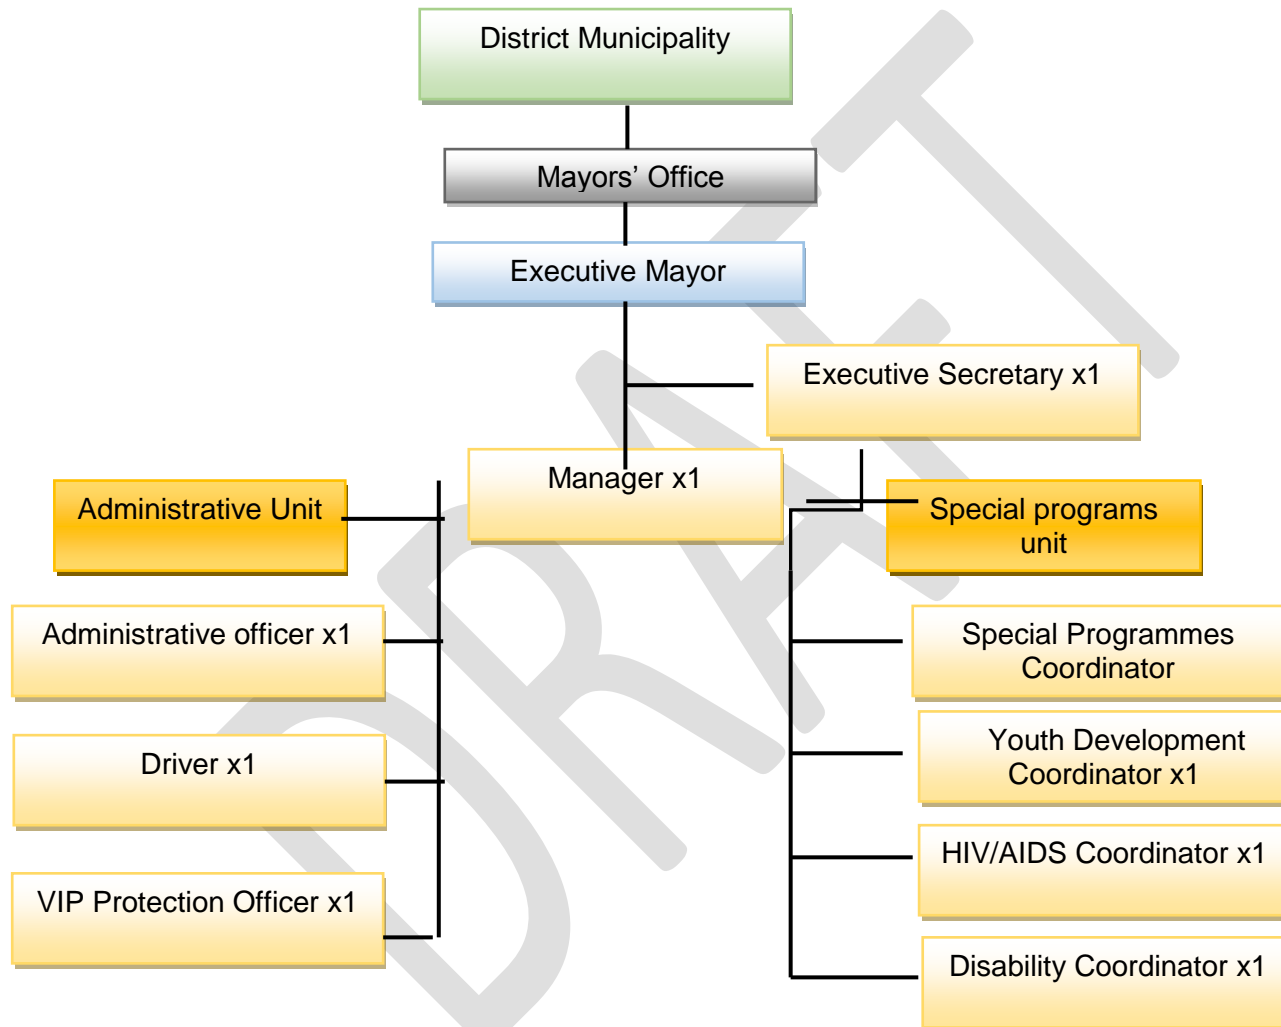 District Municipality
Mayors’ Office
Executive Mayor
Executive Secretary x1
Manager x1
Administrative Unit
Special programs
unit
Administrative officer x1
Driver x1
VIP Protection Officer x1
Special Programmes
Coordinator
Youth Development
Coordinator x1
HIV/AIDS Coordinator x1
Disability Coordinator x1
DRAFT